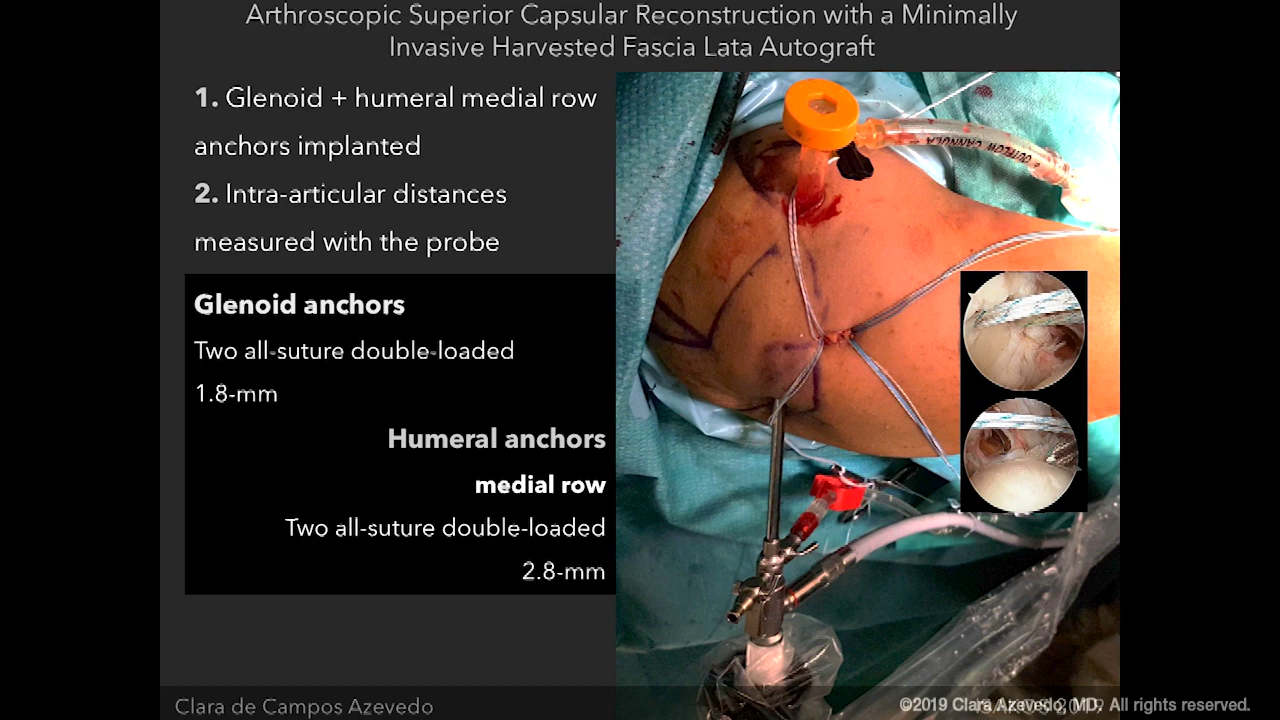 Arthroscopic Superior Capsular Reconstruction with a Minimally
Invasive Harvested Fascia Lata Autograft
1. Glenoid + humeral medial row
anchors implanted
2. Intra-articular distances
measured with the probe
Glenoid anchors
Two all-suture double-loaded
1.8-mm
Humeral anchors
medial row
Two all-suture double-loaded
2.8-mm
OUTFLOW CANNULA
Clara de Campos Azevedo
©2019 Clara Azevedo, MD. All rights reserved.